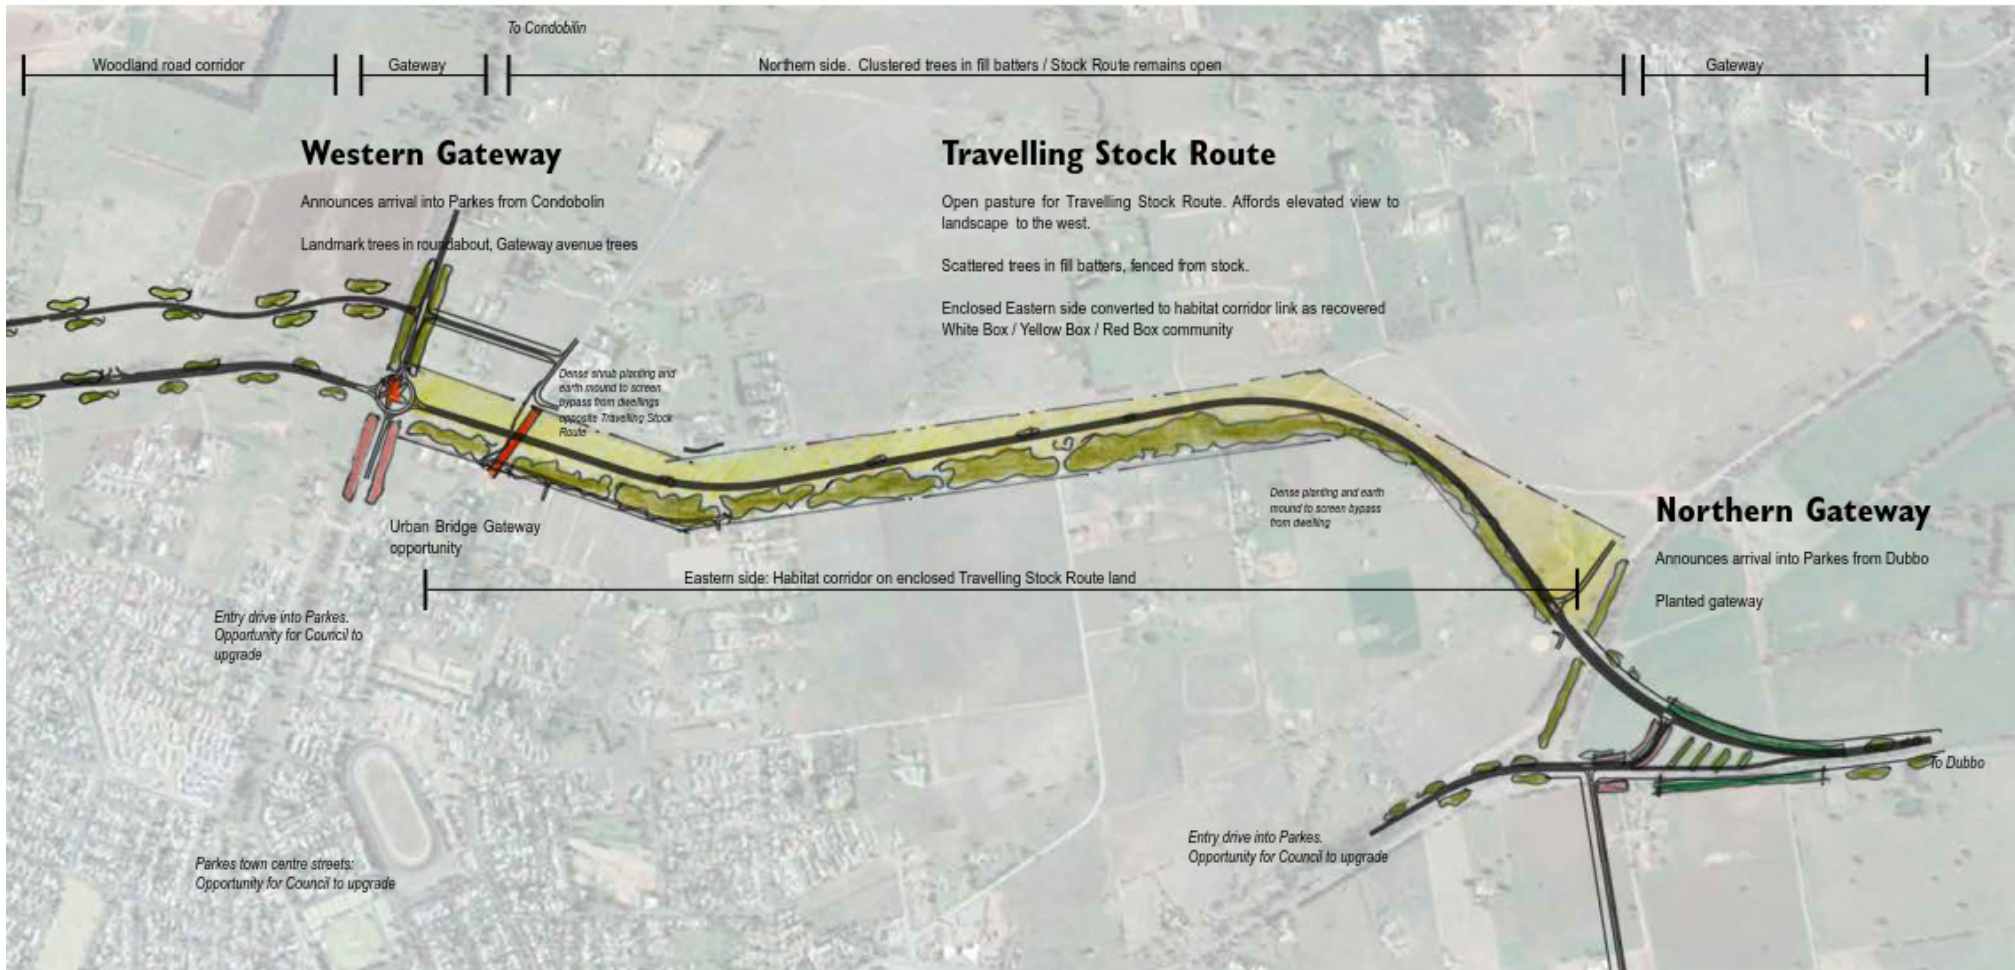 To Condobilin
Woodland road corridor
Gateway
Northern side. Clustered trees in fill batters / Stock Route remains open
Gateway
Western Gateway
Announces arrival into Parkes from Condobolin
Landmark trees in roundabout, Gateway avenue trees
Travelling Stock Route
Open pasture for Travelling Stock Route. Affords elevated view to
landscape to the west.
Scattered trees in fill batters, fenced from stock.
Enclosed Eastern side converted to habitat corridor link as recovered
White Box / Yellow Box / Red Box community
Dense shrub planting and
earth mound to screen
bypass from dwellings
opposite Travelling Stock
Route
Urban Bridge Gateway
opportunity
Dense planting and earth
mound to screen bypass
from dwelling
Northern Gateway
Announces arrival into Parkes from Dubbo
Planted gateway
Eastern side: Habitat corridor on enclosed Travelling Stock Route land
Entry drive into Parkes.
Opportunity for Council to
upgrade
To Dubbo
Entry drive into Parkes.
Opportunity for Council to upgrade
Parkes town centre streets:
Opportunity for Council to upgrade